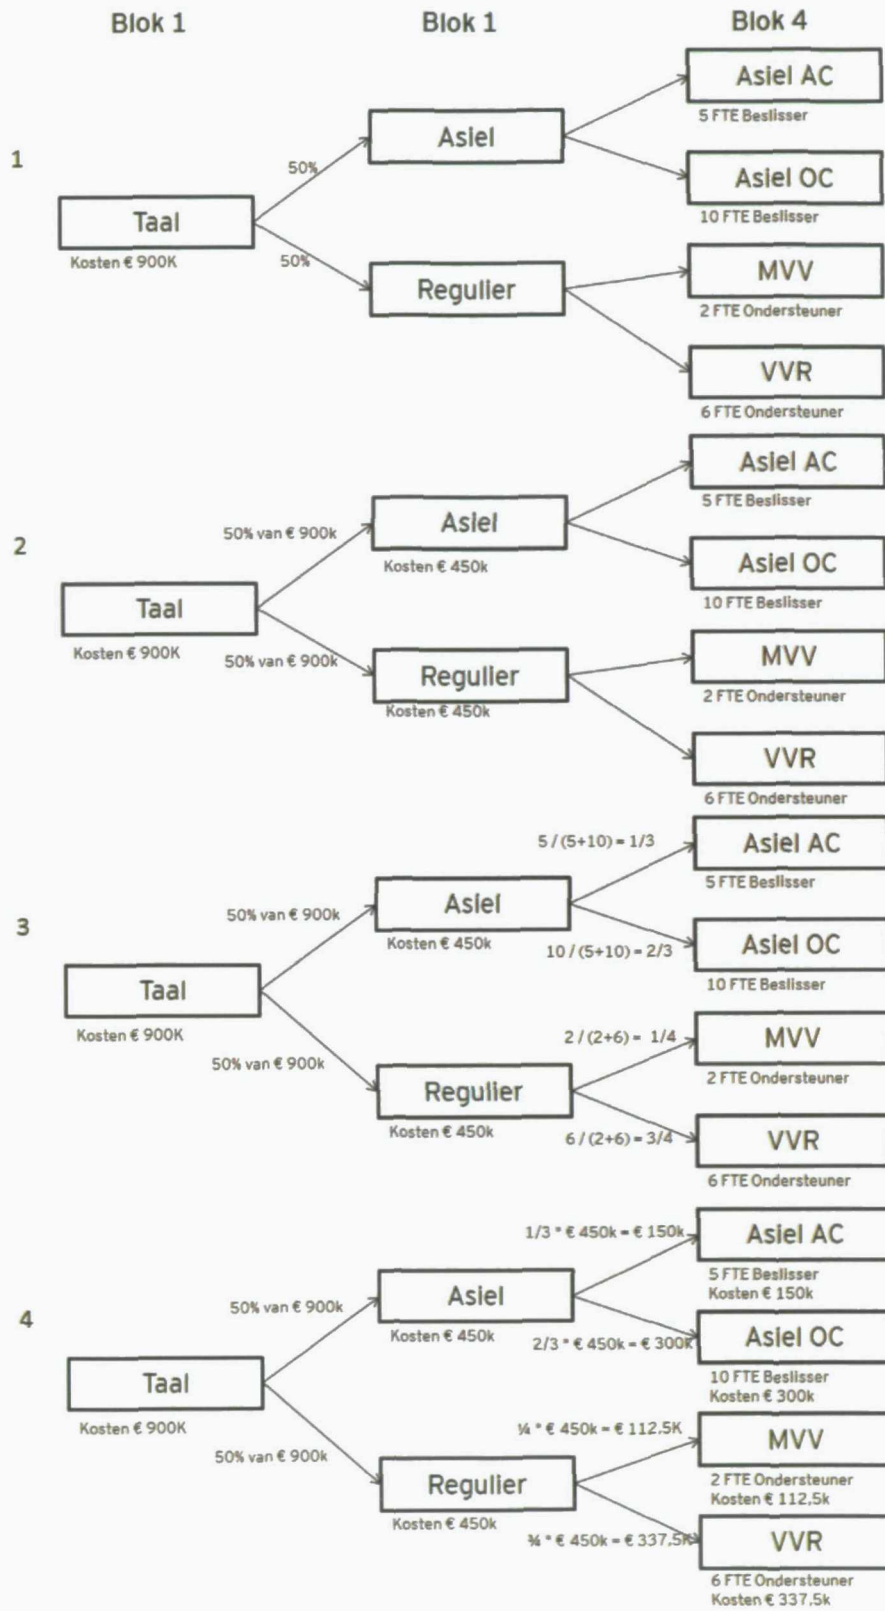 Blok 1
Blok 1
Blok 4
1
Taal
Kosten € 900K
50%
50%
Asiel
Regulier
Asiel AC
5 FTE Beslisser
Asiel OC
10 FTE Beslisser
MVV
2 FTE Ondersteuner
VVR
6 FTE Ondersteuner
2
Taal
Kosten € 900K
50% van € 900k
50% van € 900k
Asiel
Kosten € 450k
Regulier
Kosten € 450k
Asiel AC
5 FTE Beslisser
Asiel OC
10 FTE Beslisser
MVV
2 FTE Ondersteuner
VVR
6 FTE Ondersteuner
3
Taal
Kosten € 900K
50% van € 900k
50% van € 900k
Asiel
Kosten € 450k
Regulier
Kosten € 450k
5 / (5+10) = 1/3
10 / (5+10) = 2/3
2 / (2+6) = 1/4
6 / (2+6) = 3/4
Asiel AC
5 FTE Beslisser
Asiel OC
10 FTE Beslisser
MVV
2 FTE Ondersteuner
VVR
6 FTE Ondersteuner
4
Taal
Kosten € 900K
50% van € 900k
50% van € 900k
Asiel
Kosten € 450k
Regulier
Kosten € 450k
1/3 * € 450k = € 150k
2/3 * € 450k = € 300k
¼ * € 450k = € 112,5K
¾ * € 450k = € 337,5K
Asiel AC
5 FTE Beslisser
Kosten € 150k
Asiel OC
10 FTE Beslisser
Kosten € 300k
MVV
2 FTE Ondersteuner
Kosten € 112,5k
VVR
6 FTE Ondersteuner
Kosten € 337,5k